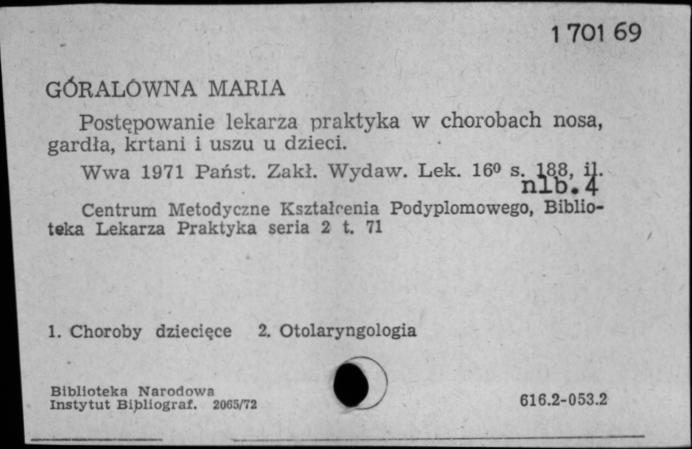 1 701 69
GÓRALÓWNA MARIA
Postępowanie lekarza praktyka w chorobach nosa,
gardła, krtani i uszu u dzieci.
Wwa 1971 Państ. Zakł. Wydaw. Lek. 16⁰ s. 188, il.
nlb. 4
Centrum Metodyczne Kształcenia Podyplomowego, Biblio-
teka Lekarza Praktyka seria 2 t. 71
1. Choroby dziecięce 2. Otolaryngologia
Biblioteka Narodowa
Instytut Bibliograf. 2065/72
616.2-053.2